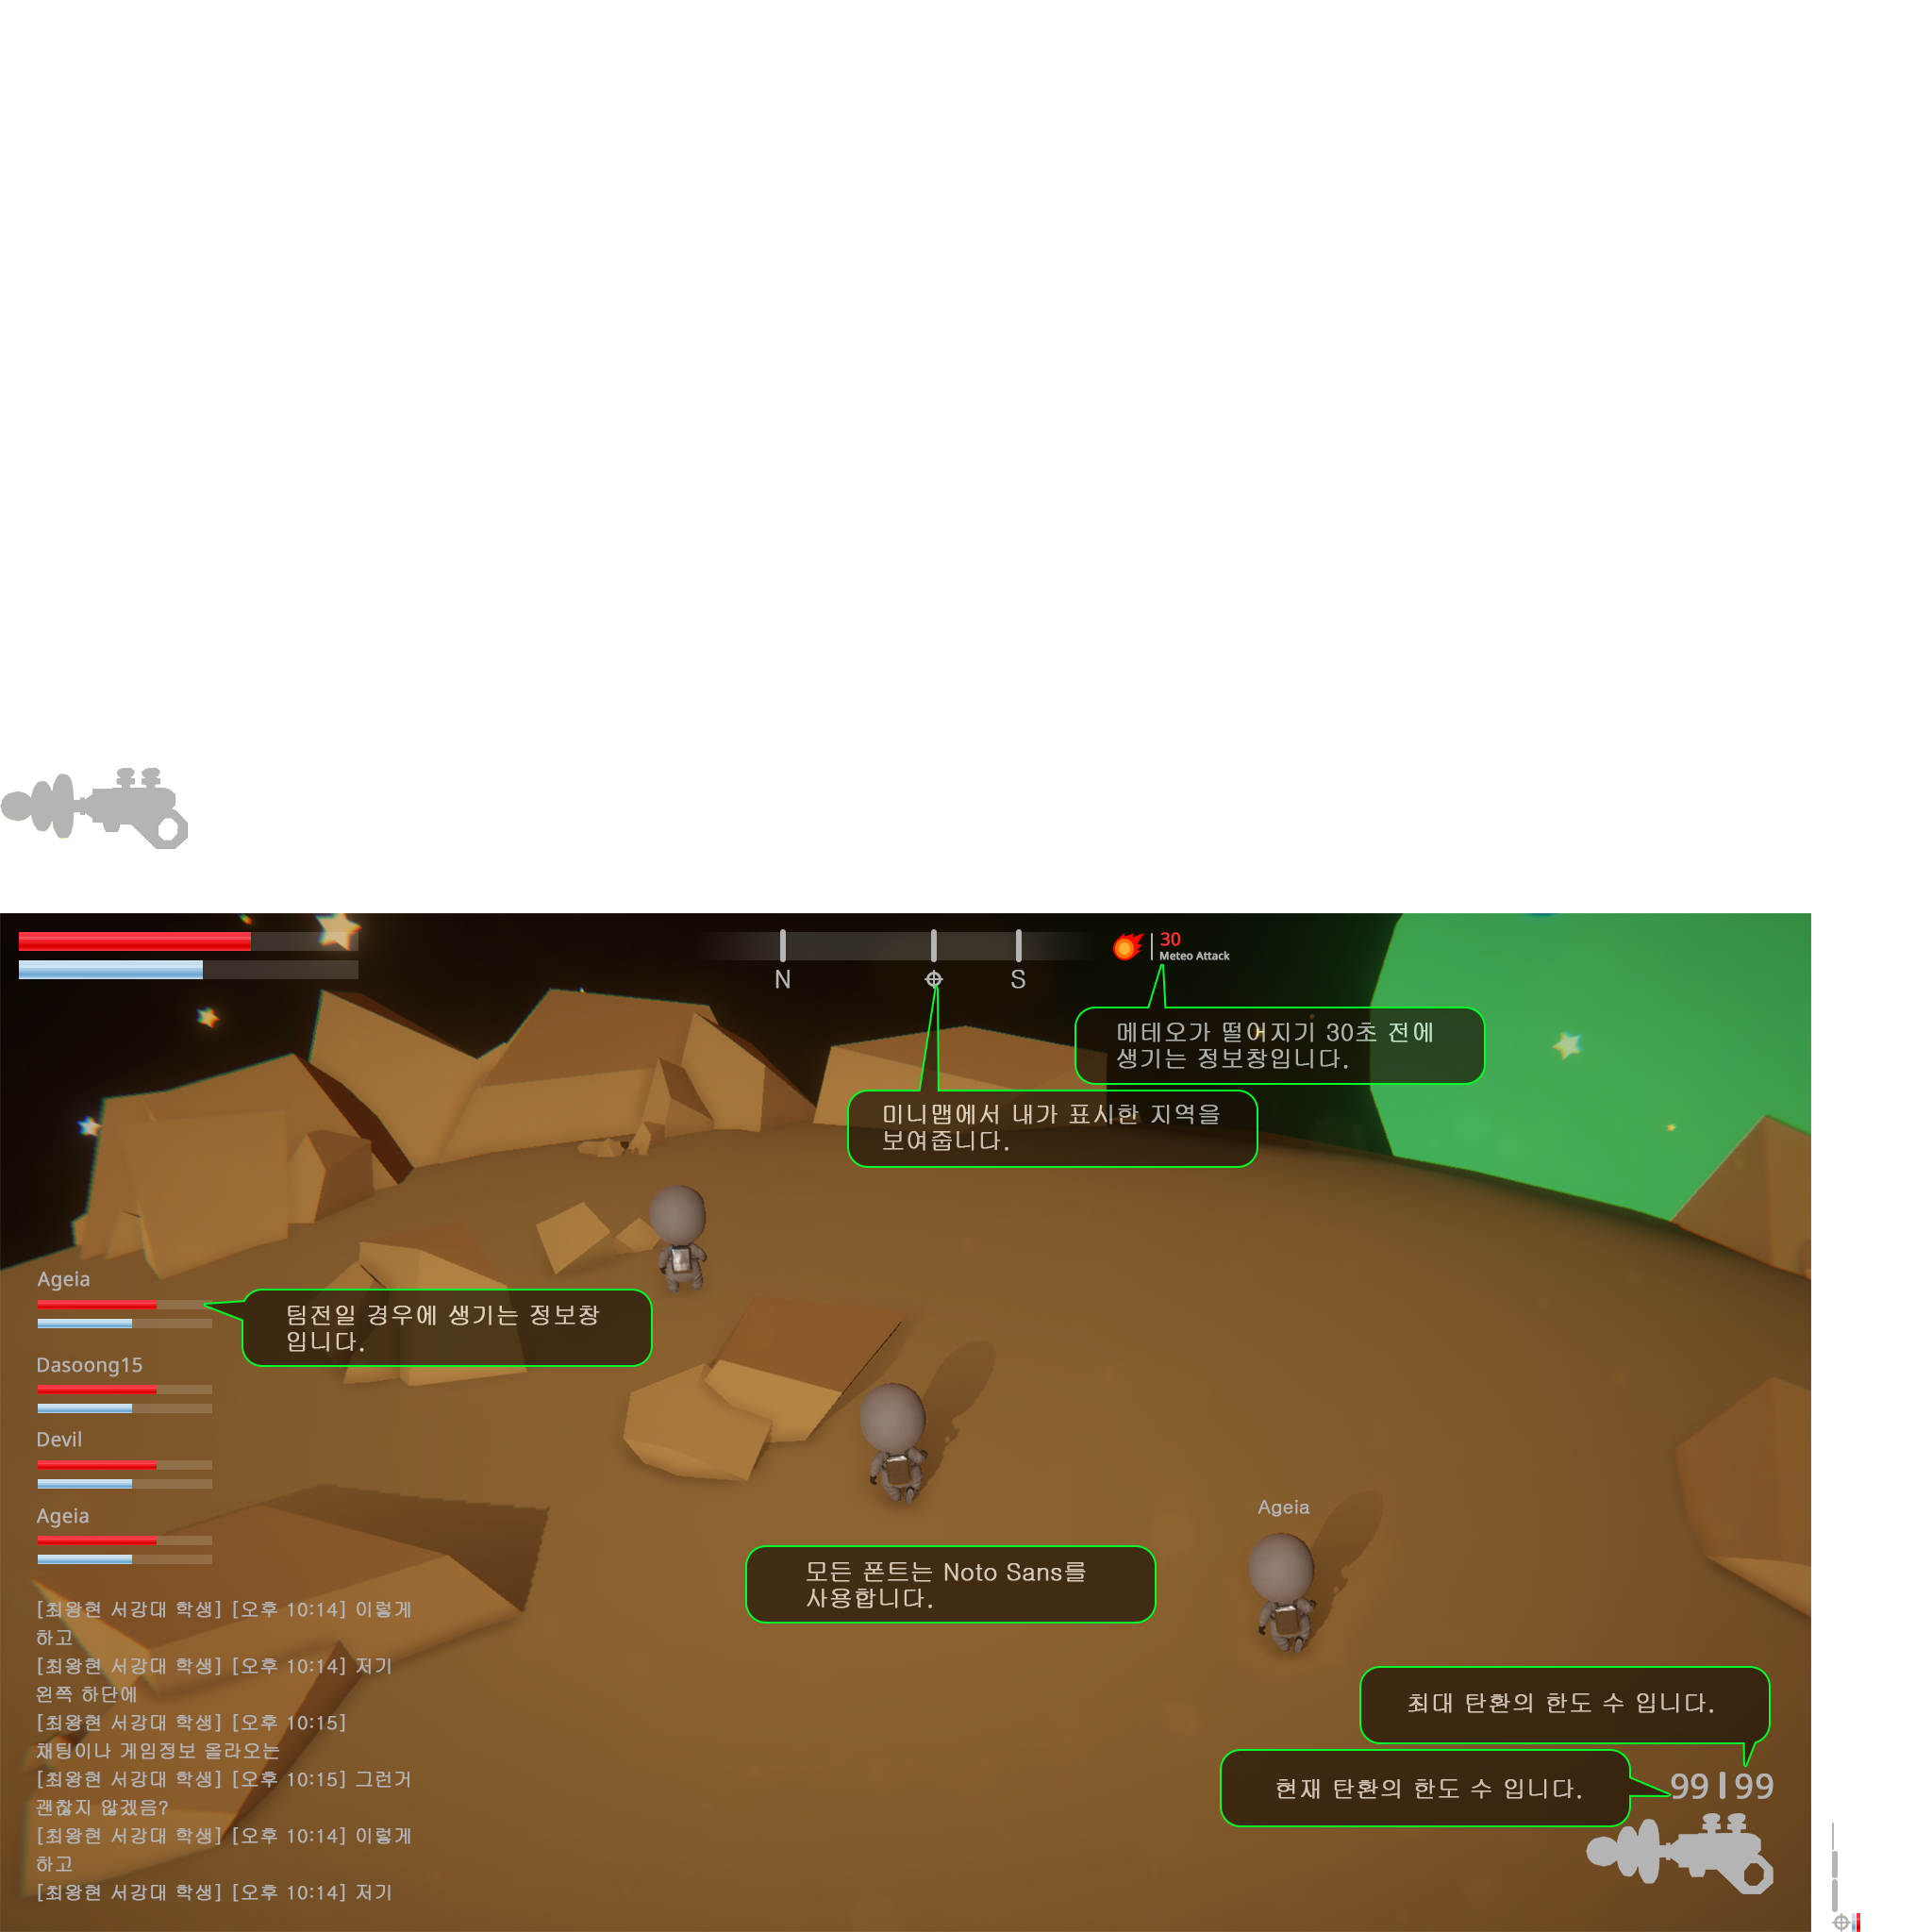 30
Meteo Attack
N
S
메테오가 떨어지기 30초 전에
생기는 정보창입니다.
미니맵에서 내가 표시한 지역을
보여줍니다.
Ageia
팀전일 경우에 생기는 정보창
입니다.
Dasoong15
Devil
Ageia
Ageia
모든 폰트는 Noto Sans를
사용합니다.
[최왕현 서강대 학생] [오후 10:14] 이렇게
하고
[최왕현 서강대 학생] [오후 10:14] 저기
왼쪽 하단에
[최왕현 서강대 학생] [오후 10:15]
채팅이나 게임정보 올라오는
[최왕현 서강대 학생] [오후 10:15] 그런거
괜찮지 않겠음?
[최왕현 서강대 학생] [오후 10:14] 이렇게
하고
[최왕현 서강대 학생] [오후 10:14] 저기
최대 탄환의 한도 수 입니다.
현재 탄환의 한도 수 입니다.
99|99